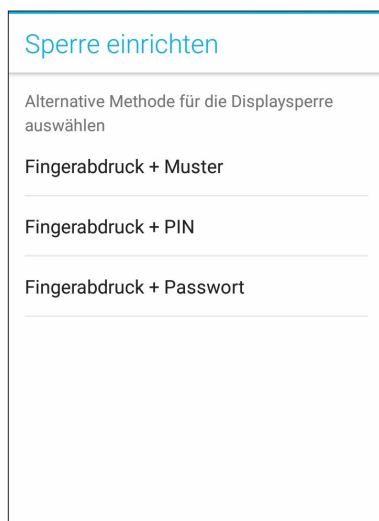 Sperre einrichten
Alternative Methode für die Displaysperre
auswählen
Fingerabdruck + Muster
Fingerabdruck + PIN
Fingerabdruck + Passwort